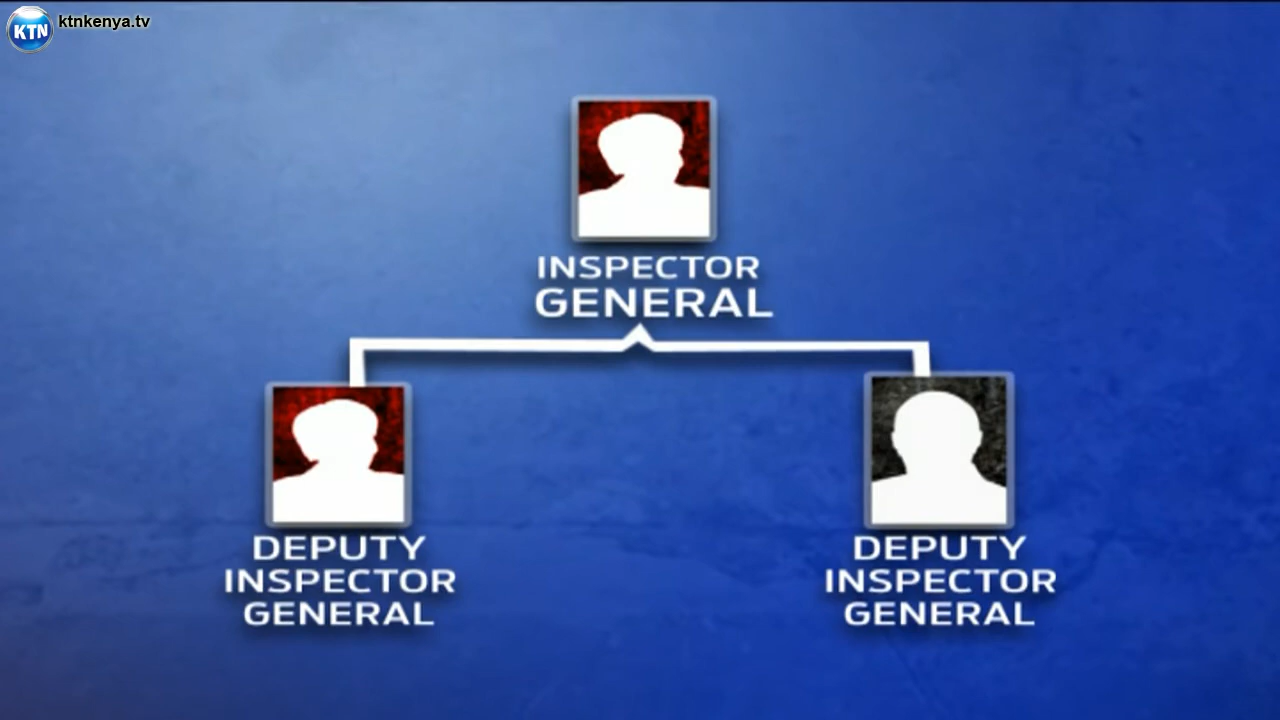 KTN ktnkenya.tv
INSPECTOR
GENERAL
DEPUTY
INSPECTOR
GENERAL
DEPUTY
INSPECTOR
GENERAL